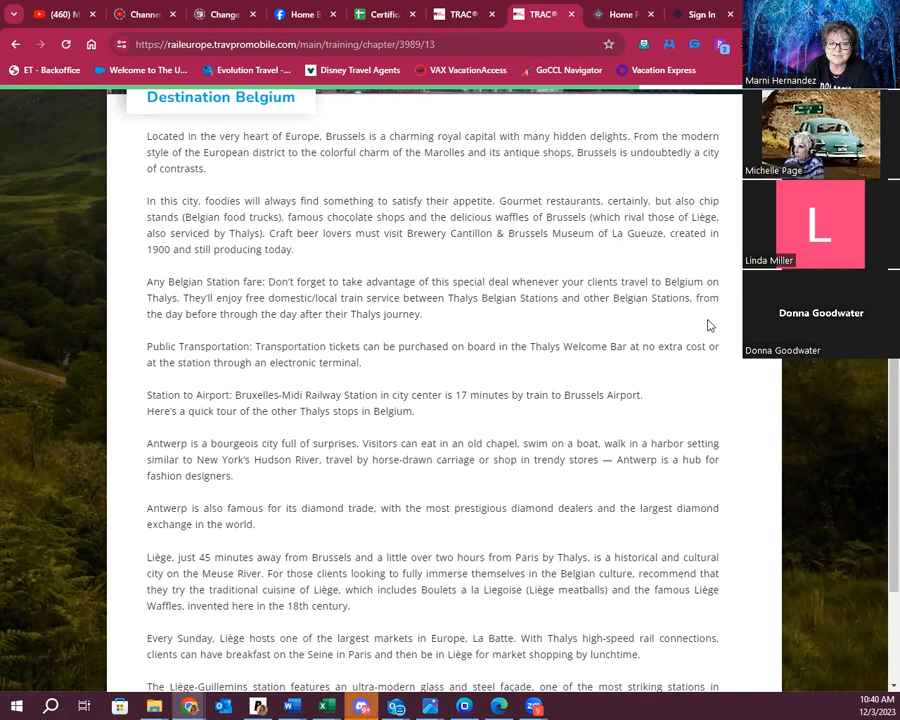 (460) M
Channel
Change
Home B
Certific
TRAC®
TRAC®
Home P
Sign In
https://raileurope.travpromobile.com/main/training/chapter/3989/13
3
ET - Backoffice
Welcome to The U...
Evolution Travel -...
Disney Travel Agents
VAX VacationAccess
GoCCL Navigator
Vacation Express
Marni Hernandez
Michelle Page
L
Linda Miller
Donna Goodwater
Donna Goodwater
Destination Belgium
Located in the very heart of Europe, Brussels is a charming royal capital with many hidden delights. From the modern
style of the European district to the colorful charm of the Marolles and its antique shops, Brussels is undoubtedly a city
of contrasts.
In this city, foodies will always find something to satisfy their appetite. Gourmet restaurants, certainly, but also chip
stands (Belgian food trucks), famous chocolate shops and the delicious waffles of Brussels (which rival those of Liège,
also serviced by Thalys). Craft beer lovers must visit Brewery Cantillon & Brussels Museum of La Gueuze, created in
1900 and still producing today.
Any Belgian Station fare: Don't forget to take advantage of this special deal whenever your clients travel to Belgium on
Thalys. They'll enjoy free domestic/local train service between Thalys Belgian Stations and other Belgian Stations, from
the day before through the day after their Thalys journey.
Public Transportation: Transportation tickets can be purchased on board in the Thalys Welcome Bar at no extra cost or
at the station through an electronic terminal.
Station to Airport: Bruxelles-Midi Railway Station in city center is 17 minutes by train to Brussels Airport.
Here's a quick tour of the other Thalys stops in Belgium.
Antwerp is a bourgeois city full of surprises. Visitors can eat in an old chapel, swim on a boat, walk in a harbor setting
similar to New York's Hudson River, travel by horse-drawn carriage or shop in trendy stores — Antwerp is a hub for
fashion designers.
Antwerp is also famous for its diamond trade, with the most prestigious diamond dealers and the largest diamond
exchange in the world.
Liège, just 45 minutes away from Brussels and a little over two hours from Paris by Thalys, is a historical and cultural
city on the Meuse River. For those clients looking to fully immerse themselves in the Belgian culture, recommend that
they try the traditional cuisine of Liège, which includes Boulets a la Liegoise (Liège meatballs) and the famous Liège
Waffles, invented here in the 18th century.
Every Sunday, Liège hosts one of the largest markets in Europe, La Batte. With Thalys high-speed rail connections,
clients can have breakfast on the Seine in Paris and then be in Liège for market shopping by lunchtime.
The Liège-Guillemins station features an ultra-modern glass and steel façade, one of the most striking stations in
10:40 AM
12/3/2023